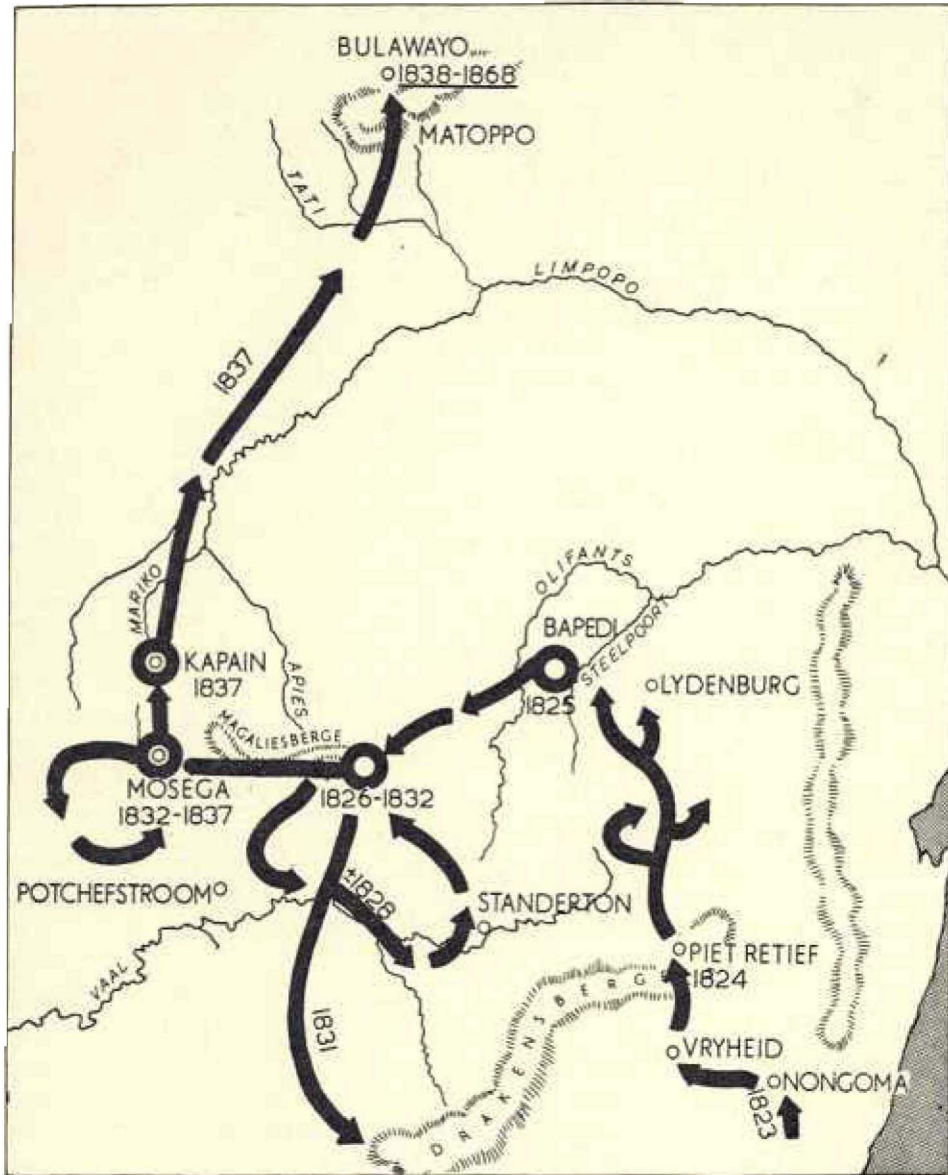 BULAWAYO
1838-1868
MATOPPO
TATI
LIMPOPO
1837
MARIKO
OLIFANTS
BAPEDI
STEELPOORT
KAPAIN
1837
APIES
LYDENBURG
1825
MAGALIESBERGE
MOSEGA
1832-1837
1826-1832
POTCHEFSTROOM
±1828
STANDERTON
VAAL
PIET RETIEF
1824
DRAKENSBERG
1831
VRYHEID
NONGOMA
1823